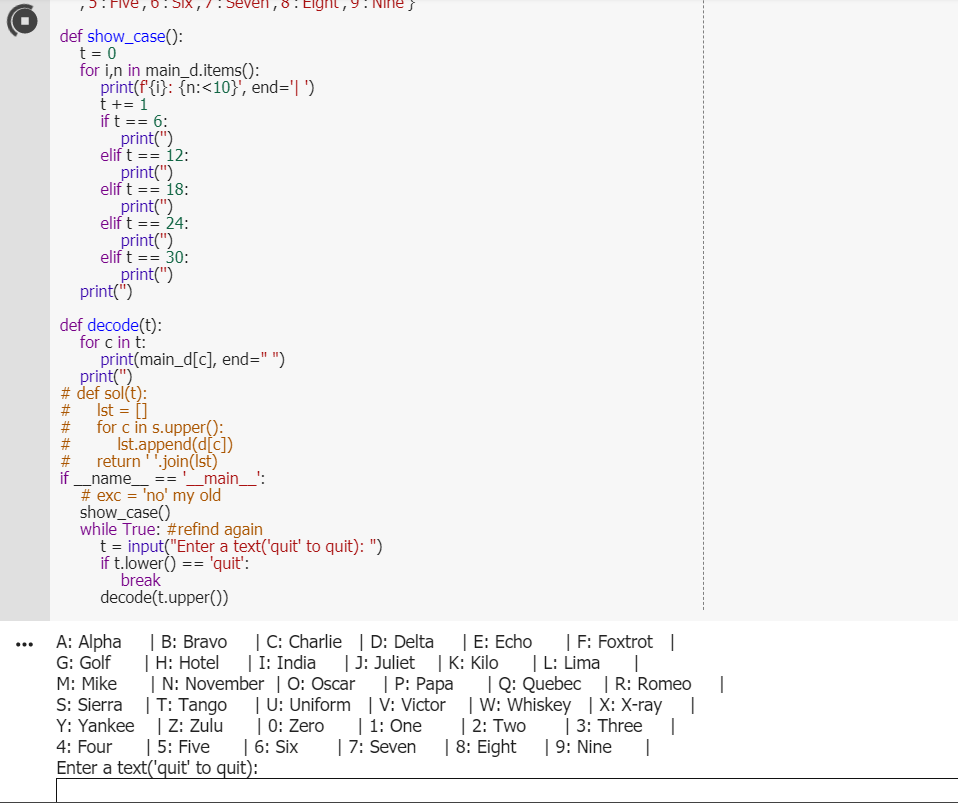 ,'5':'Five','6':'Six','7':'Seven','8':'Eight','9':'Nine'}
def show_case():
    t = 0
    for i,n in main_d.items():
        print(f'{i}: {n:<10}', end='| ')
        t += 1
        if t == 6:
            print('')
        elif t == 12:
            print('')
        elif t == 18:
            print('')
        elif t == 24:
            print('')
        elif t == 30:
            print('')
    print('')
def decode(t):
    for c in t:
        print(main_d[c], end=" ")
    print('')
# def sol(t):
#     lst = []
#     for c in s.upper():
#         lst.append(d[c])
#     return ' '.join(lst)
if __name__ == '__main__':
    # exc = 'no' my old
    show_case()
    while True: #refind again
        t = input("Enter a text('quit' to quit): ")
        if t.lower() == 'quit':
            break
        decode(t.upper())
A: Alpha | B: Bravo | C: Charlie | D: Delta | E: Echo | F: Foxtrot |
G: Golf | H: Hotel | I: India | J: Juliet | K: Kilo | L: Lima |
M: Mike | N: November | O: Oscar | P: Papa | Q: Quebec | R: Romeo |
S: Sierra | T: Tango | U: Uniform | V: Victor | W: Whiskey | X: X-ray |
Y: Yankee | Z: Zulu | 0: Zero | 1: One | 2: Two | 3: Three |
4: Four | 5: Five | 6: Six | 7: Seven | 8: Eight | 9: Nine |
Enter a text('quit' to quit):